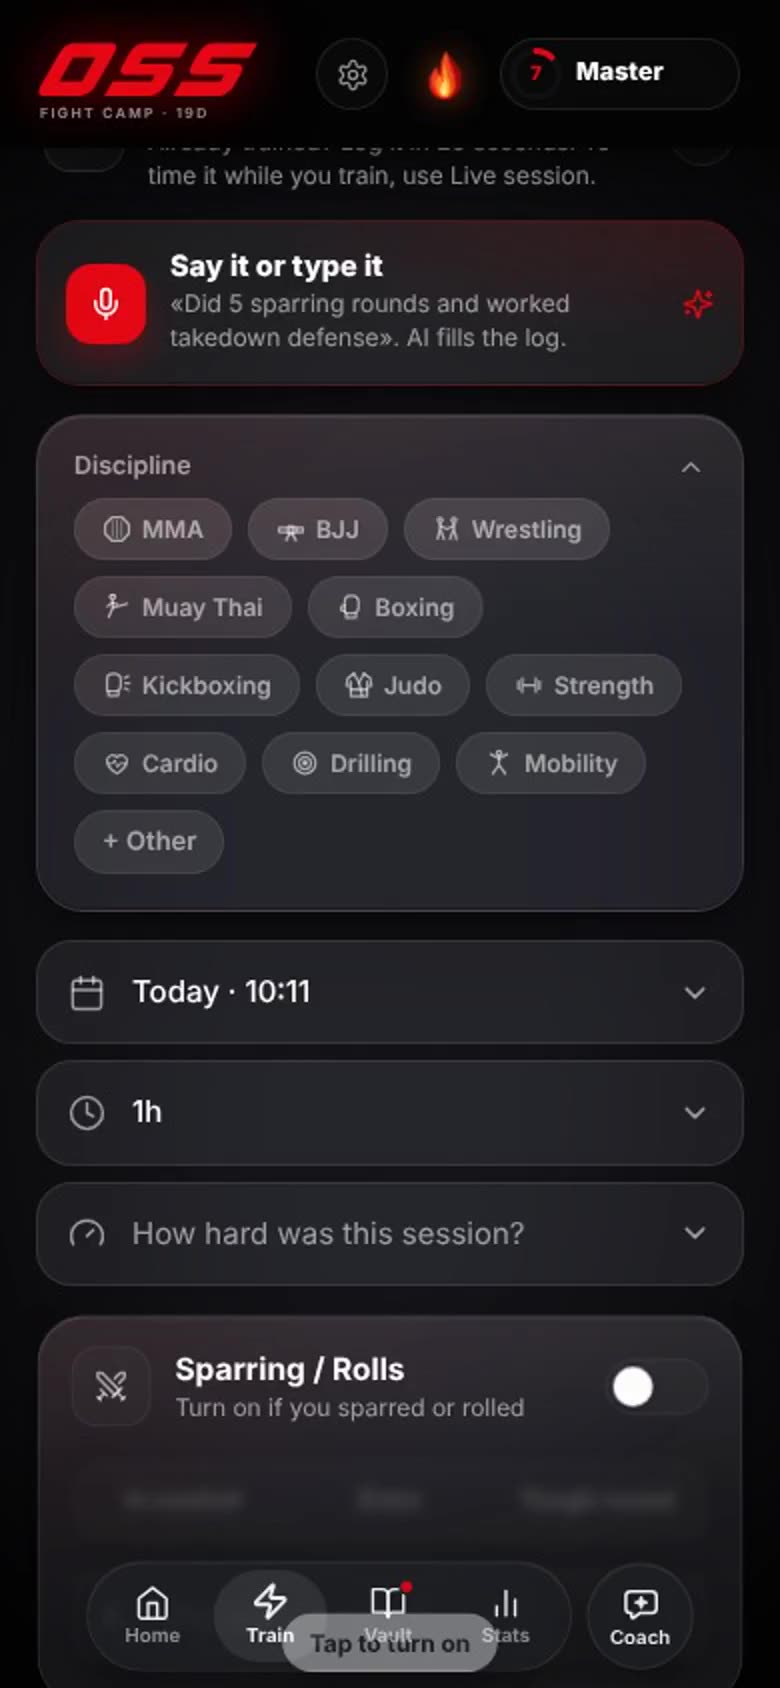 OSS
FIGHT CAMP · 19D
7
Master
time it while you train, use Live session.
Say it or type it
«Did 5 sparring rounds and worked
takedown defense». AI fills the log.
Discipline
MMA
BJJ
Wrestling
Muay Thai
Boxing
Kickboxing
Judo
Strength
Cardio
Drilling
Mobility
+ Other
Today · 10:11
1h
How hard was this session?
Sparring / Rolls
Turn on if you sparred or rolled
Home
Train
Vault
Stats
Coach
Tap to turn on